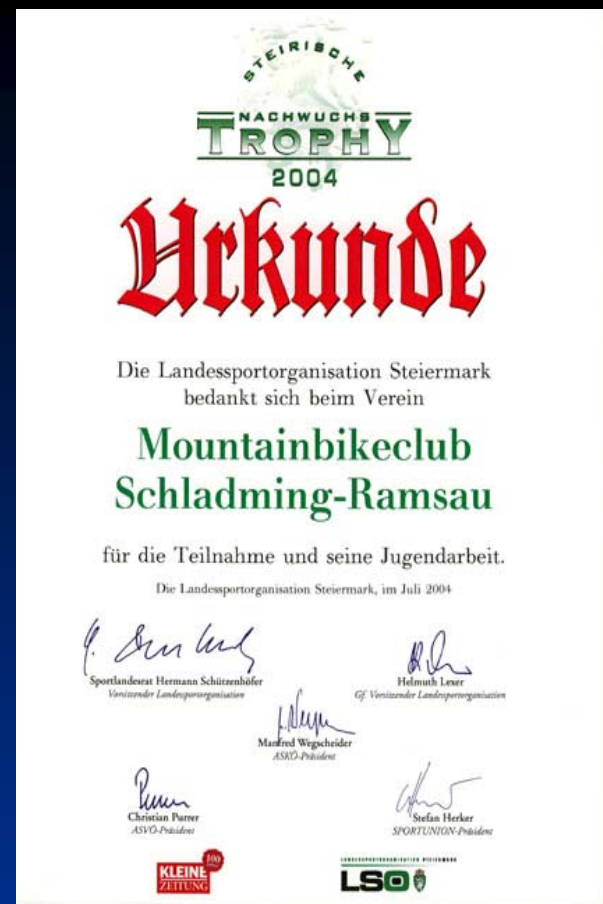 STEIRISCHE
NACHWUCHS
TROPHY
2004
Urkunde
Die Landessportorganisation Steiermark
bedankt sich beim Verein
Mountainbikeclub
Schladming-Ramsau
für die Teilnahme und seine Jugendarbeit.
Die Landessportorganisation Steiermark, im Juli 2004
Sportlandesrat Hermann Schützenhöfer
Vorsitzender Landessportorganisation
Helmuth Lexer
Gf. Vorsitzender Landessportorganisation
Manfred Wegscheider
ASKÖ-Präsident
Christian Purrer
ASVÖ-Präsident
Stefan Herker
SPORTUNION-Präsident
100
KLEINE
ZEITUNG
LANDESSPORTORGANISATION STEIERMARK
LSO